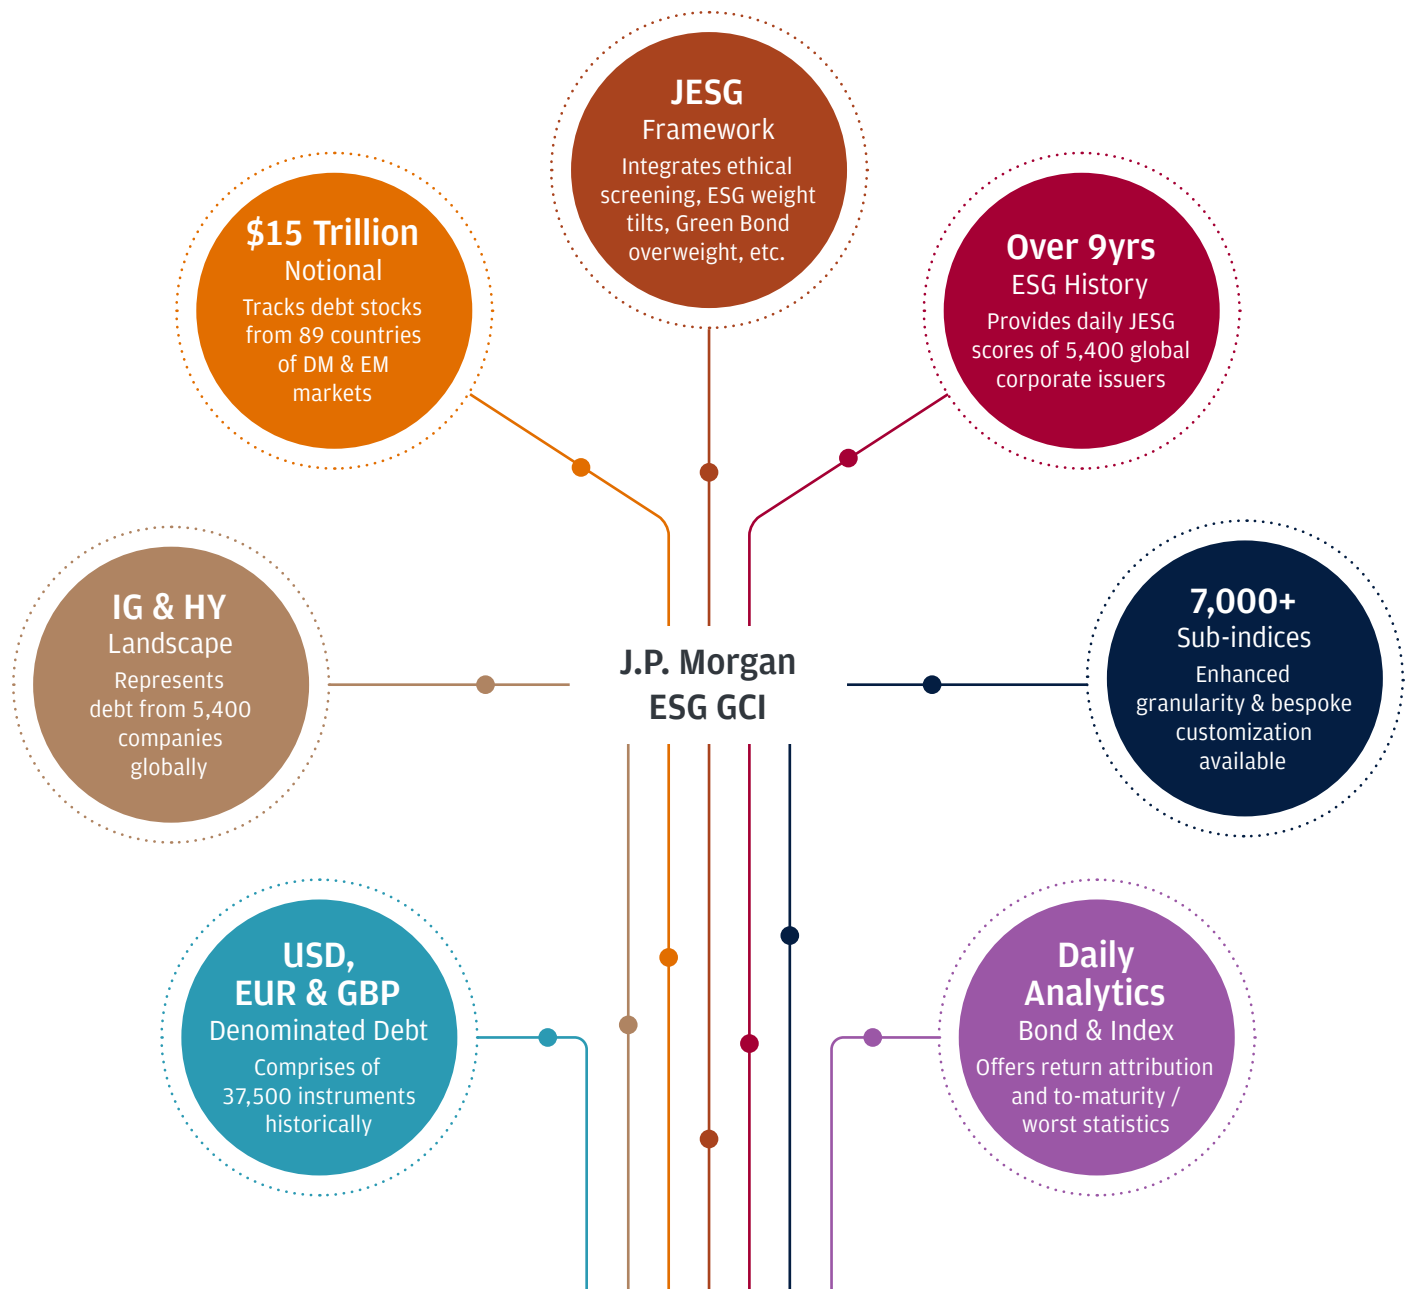 JESG
Framework
Integrates ethical
screening, ESG weight
tilts, Green Bond
overweight, etc.
$15 Trillion
Notional
Tracks debt stocks
from 89 countries
of DM & EM
markets
Over 9yrs
ESG History
Provides daily JESG
scores of 5,400 global
corporate issuers
IG & HY
Landscape
Represents
debt from 5,400
companies
globally
J.P. Morgan
ESG GCI
7,000+
Sub-indices
Enhanced
granularity & bespoke
customization
available
USD,
EUR & GBP
Denominated Debt
Comprises of
37,500 instruments
historically
Daily
Analytics
Bond & Index
Offers return attribution
and to-maturity /
worst statistics